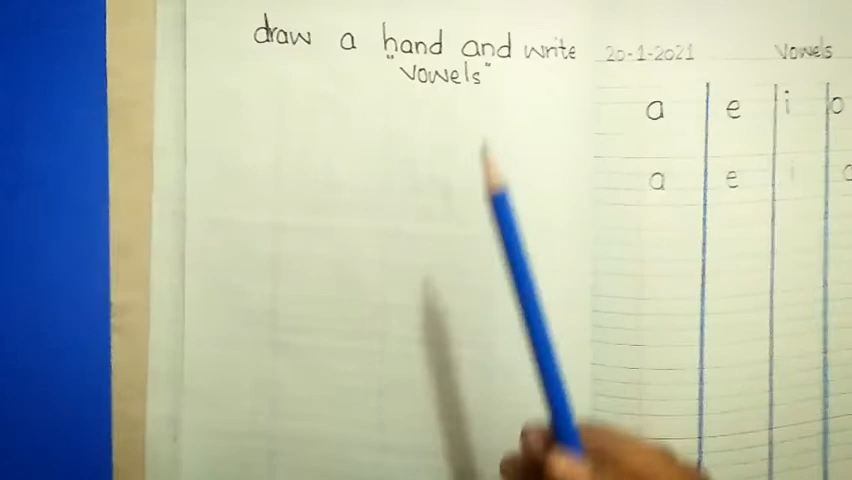 draw a hand and write
"vowels"
20-1-2021 Vowels
a e i o
a e i